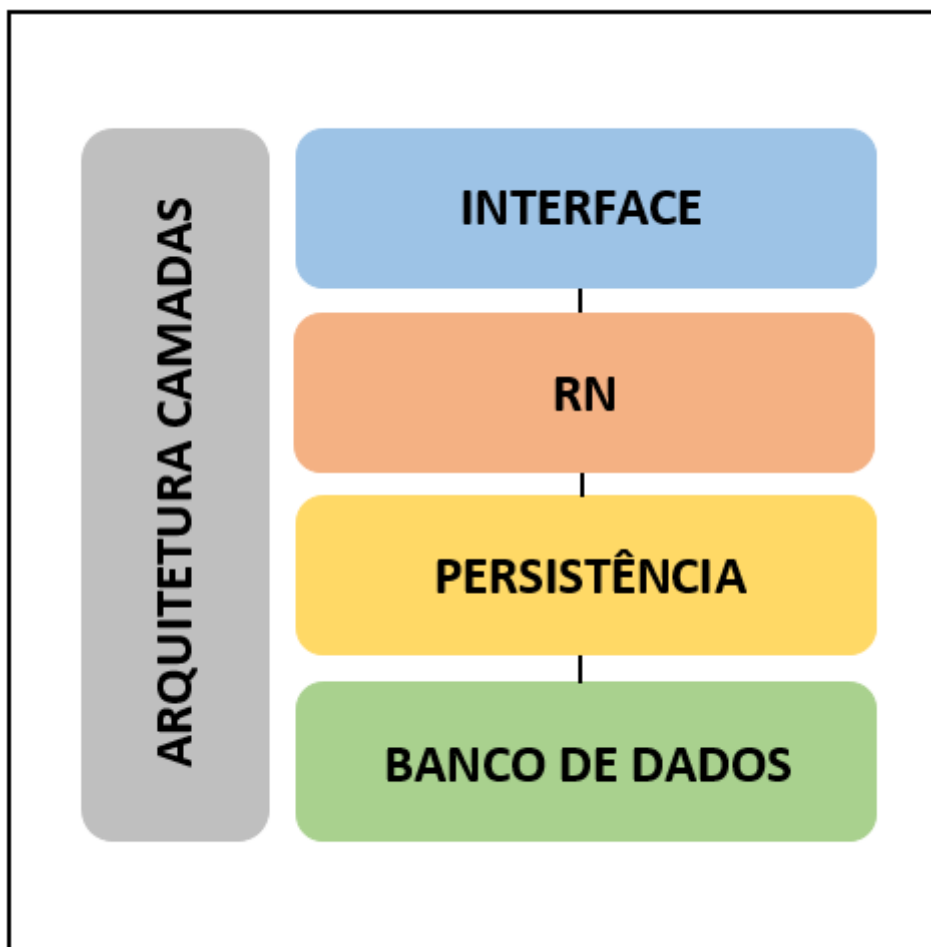 ARQUITETURA CAMADAS
INTERFACE
RN
PERSISTÊNCIA
BANCO DE DADOS